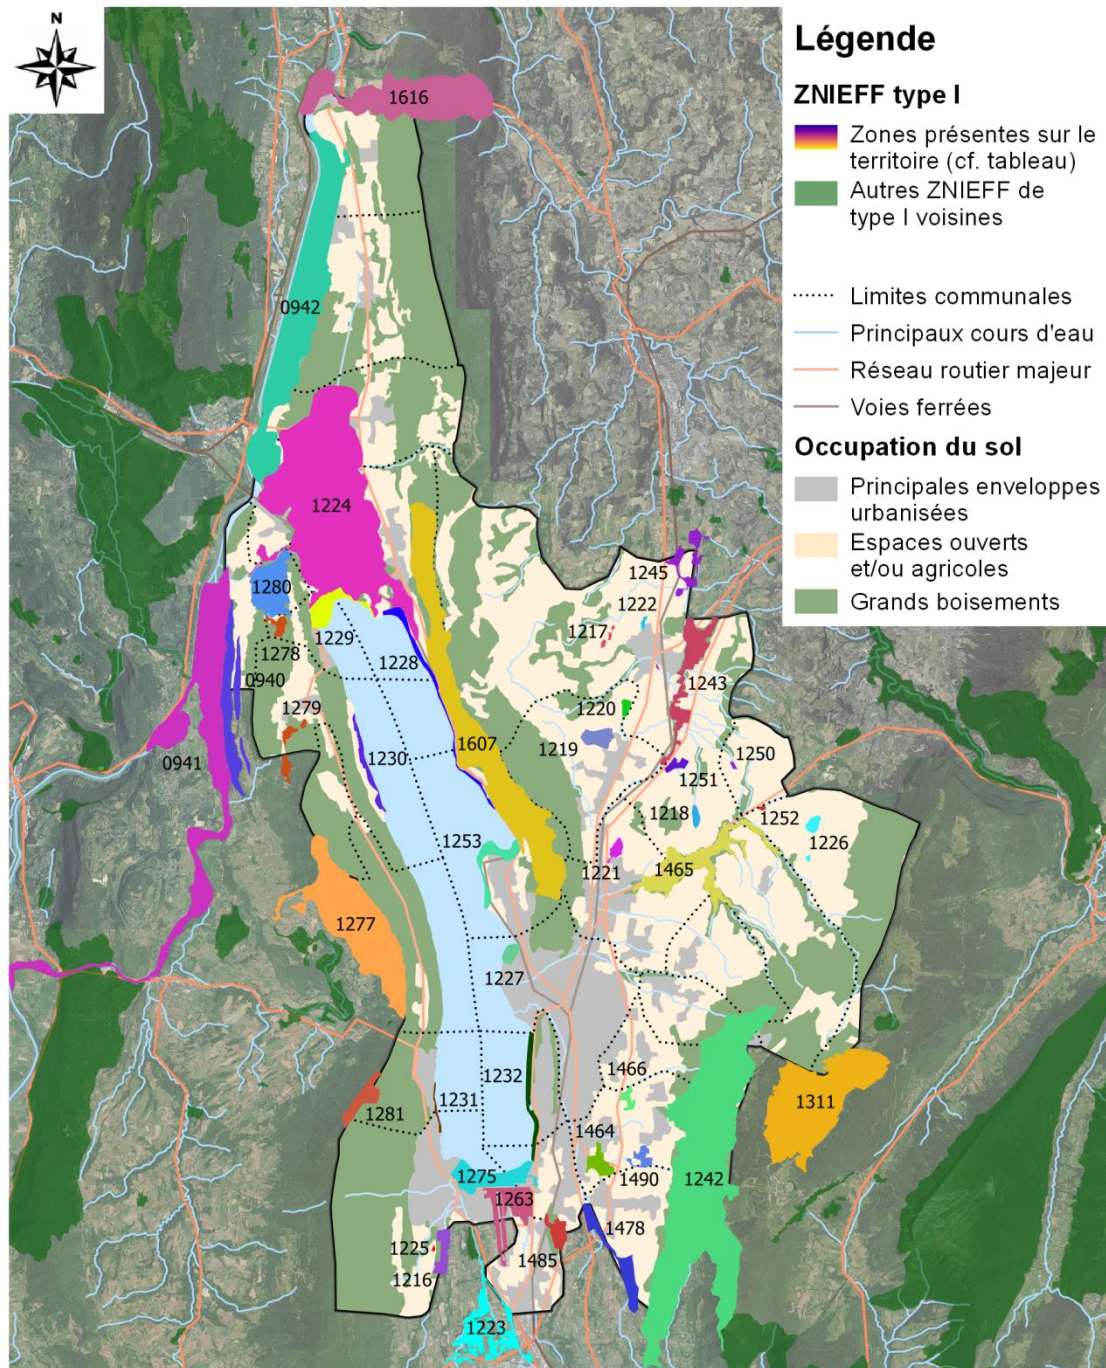 N
Légende
ZNIEFF type I
Zones présentes sur le
territoire (cf. tableau)
Autres ZNIEFF de
type I voisines
Limites communales
Principaux cours d'eau
Réseau routier majeur
Voies ferrées
Occupation du sol
Principales enveloppes
urbanisées
Espaces ouverts
et/ou agricoles
Grands boisements
1616
0942
1224
1280
1245
1222
1217
1229
1278
1228
0940
1243
1279
1220
0941
1230
1607
1219
1250
1251
1218
1252
1253
1226
1221
1465
1277
1227
1232
1466
1231
1281
1311
1464
1275
1490
1242
1263
1478
1225
1485
1216
1223